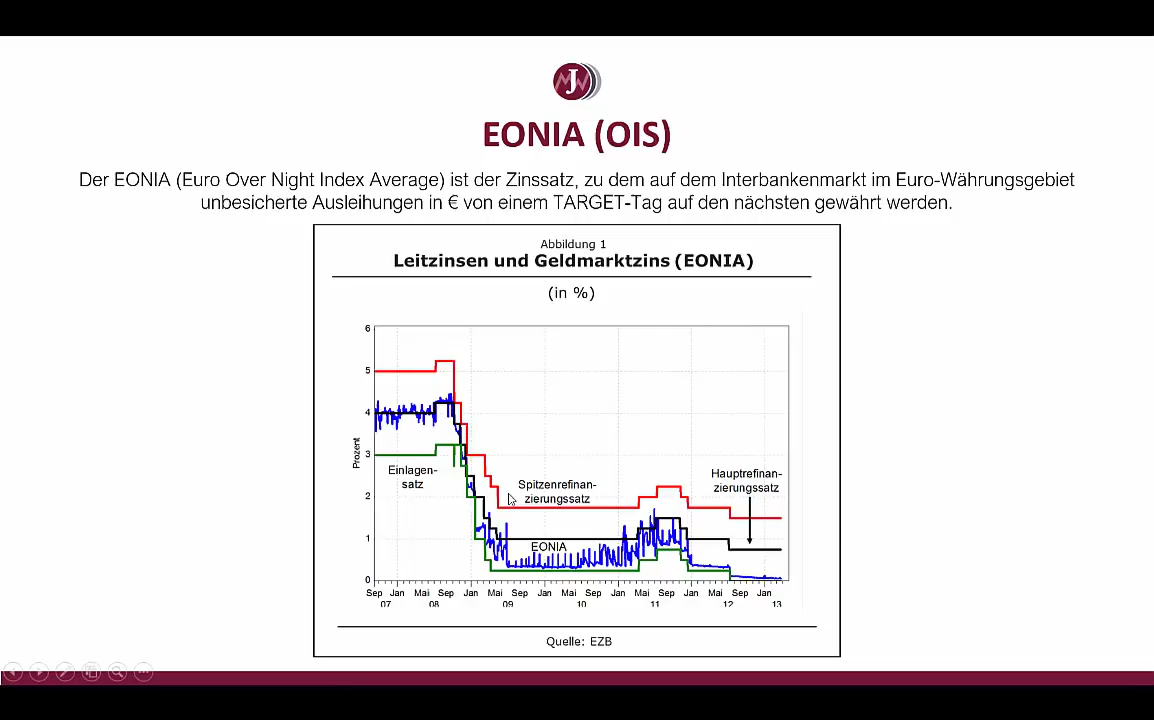 J
EONIA (OIS)
Der EONIA (Euro Over Night Index Average) ist der Zinssatz, zu dem auf dem Interbankenmarkt im Euro-Währungsgebiet
unbesicherte Ausleihungen in € von einem TARGET-Tag auf den nächsten gewährt werden.
Abbildung 1
Leitzinsen und Geldmarktzins (EONIA)
(in %)
6
5
4
3
2
1
0
Prozent
Einlagen-
satz
Spitzenrefinan-
zierungssatz
Hauptrefinan-
zierungssatz
EONIA
Sep Jan Mai Sep Jan Mai Sep Jan Mai Sep Jan Mai Sep Jan Mai Sep Jan
07 08 09 10 11 12 13
Quelle: EZB